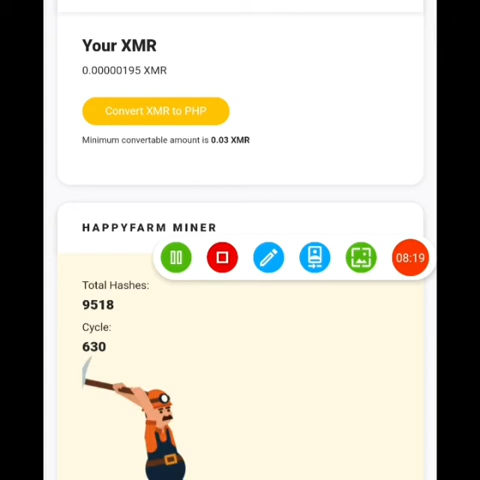 Your XMR
0.00000195 XMR
Convert XMR to PHP
Minimum convertable amount is 0.03 XMR
HAPPYFARM MINER
08:19
Total Hashes:
9518
Cycle:
630